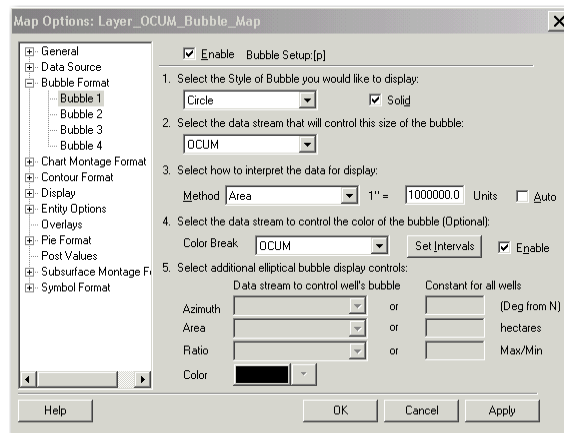 Map Options: Layer_OCUM_Bubble_Map
General
Data Source
Bubble Format
Bubble 1
Bubble 2
Bubble 3
Bubble 4
Chart Montage Format
Contour Format
Display
Entity Options
Overlays
Pie Format
Post Values
Subsurface Montage F
Symbol Format
Enable Bubble Setup:[p]
1. Select the Style of Bubble you would like to display:
Circle Solid
2. Select the data stream that will control this size of the bubble:
OCUM
3. Select how to interpret the data for display:
Method Area 1" = 1000000.0 Units Auto
4. Select the data stream to control the color of the bubble (Optional):
Color Break OCUM Set Intervals Enable
5. Select additional elliptical bubble display controls:
Data stream to control well's bubble Constant for all wells
Azimuth or (Deg from N)
Area or hectares
Ratio or Max/Min
Color
Help OK Cancel Apply